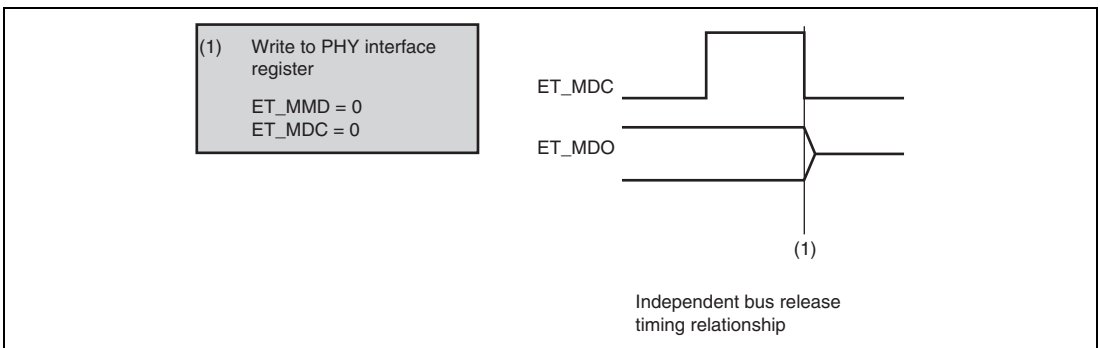 (1) Write to PHY interface
register
ET_MMD = 0
ET_MDC = 0
ET_MDC
ET_MDO
(1)
Independent bus release
timing relationship